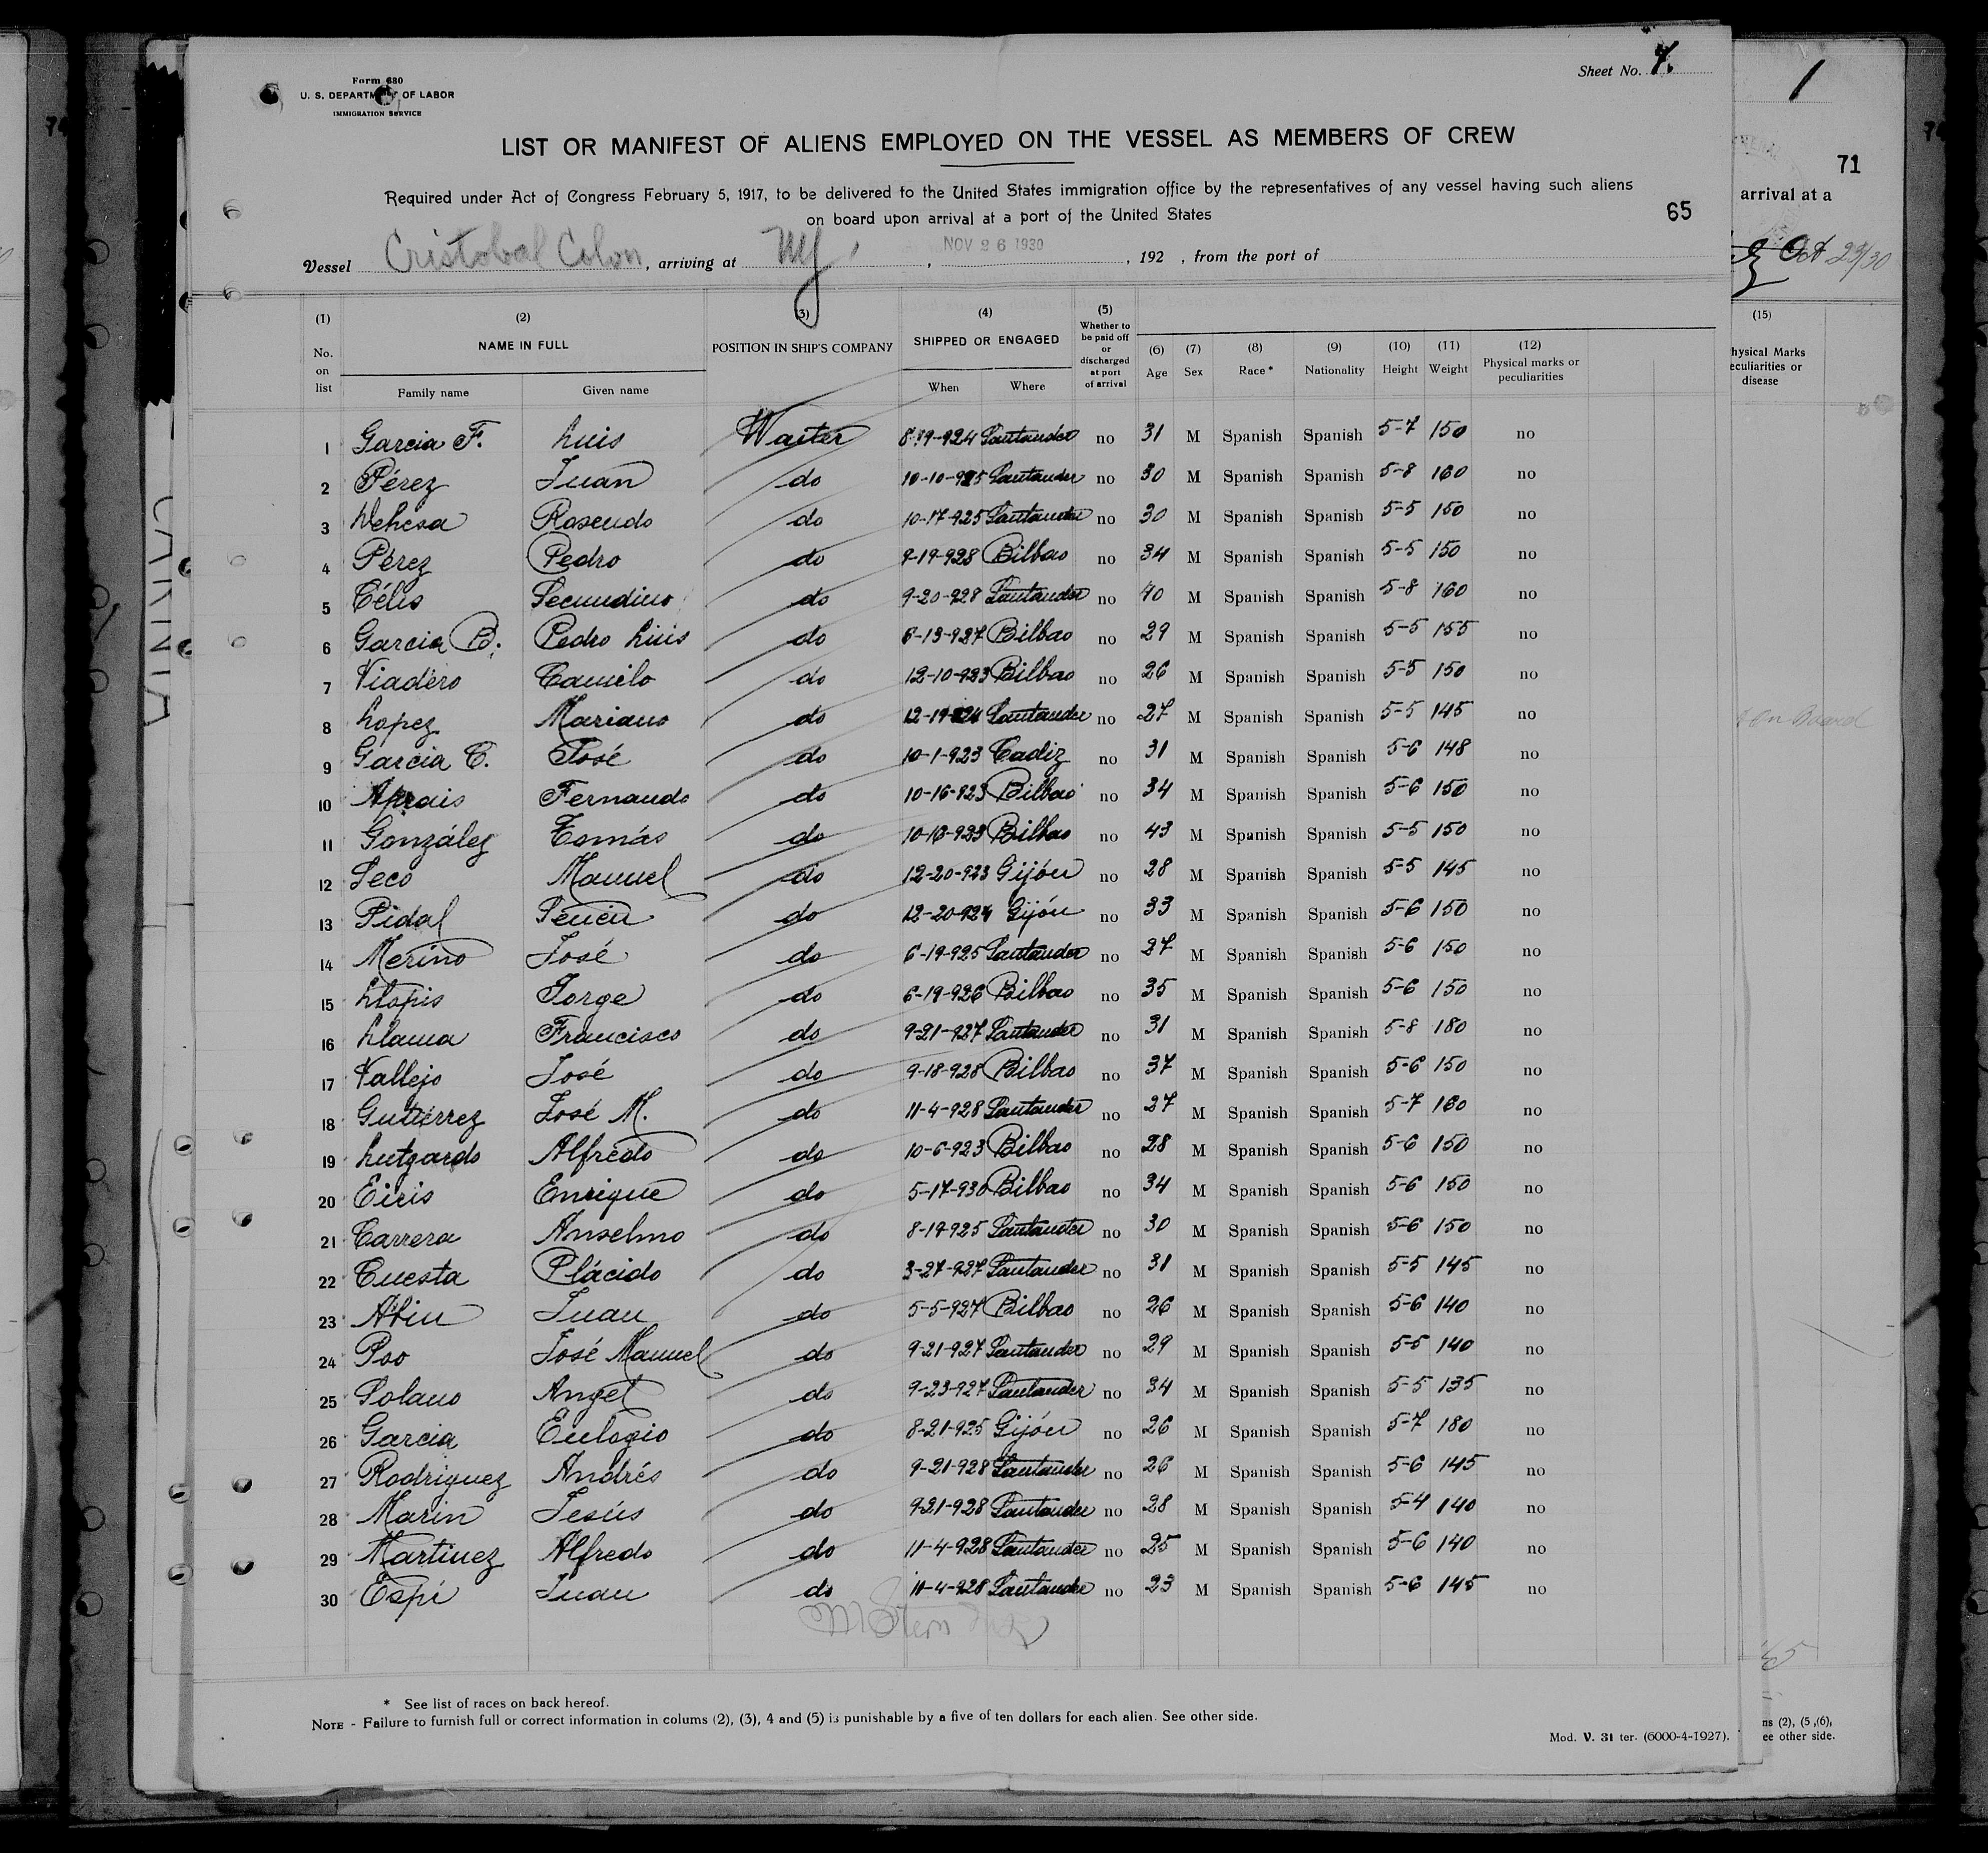 Form 680
U. S. DEPARTMENT OF LABOR
IMMIGRATION SERVICE
Sheet No. 7.
LIST OR MANIFEST OF ALIENS EMPLOYED ON THE VESSEL AS MEMBERS OF CREW
Required under Act of Congress February 5, 1917, to be delivered to the United States immigration office by the representatives of any vessel having such aliens
on board upon arrival at a port of the United States
65
Vessel Cristobal Colon, arriving at NY, NOV 26 1930, 192 , from the port of
(1) No. on list (2) NAME IN FULL Family name Given name (3) POSITION IN SHIP'S COMPANY (4) SHIPPED OR ENGAGED When Where (5) Whether to be paid off or discharged at port of arrival (6) Age (7) Sex (8) Race * (9) Nationality (10) Height (11) Weight (12) Physical marks or peculiarities
1 Garcia F. Luis Waiter 8-19-924 Santander no 31 M Spanish Spanish 5-7 150 no
2 Pérez Juan do 10-10-925 Santander no 30 M Spanish Spanish 5-8 160 no
3 Dehesa Rosendo do 10-17-925 Santander no 30 M Spanish Spanish 5-5 150 no
4 Pérez Pedro do 9-19-928 Bilbao no 34 M Spanish Spanish 5-5 150 no
5 Célis Secundino do 9-20-928 Santander no 40 M Spanish Spanish 5-8 160 no
6 Garcia B. Pedro Luis do 6-13-927 Bilbao no 29 M Spanish Spanish 5-5 155 no
7 Viadero Camilo do 12-10-923 Bilbao no 26 M Spanish Spanish 5-5 150 no
8 Lopez Mariano do 12-19-924 Santander no 27 M Spanish Spanish 5-5 145 no
9 Garcia C. José do 10-1-923 Cadiz no 31 M Spanish Spanish 5-6 148 no
10 Fernando do 10-16-923 Bilbao no 34 M Spanish Spanish 5-6 150 no
11 González Tomás do 10-16-923 Bilbao no 43 M Spanish Spanish 5-5 150 no
12 Seco Manuel do 12-20-923 Gijón no 28 M Spanish Spanish 5-5 145 no
13 Pidal do 12-20-924 Gijón no 33 M Spanish Spanish 5-6 150 no
14 Merino José do 6-19-925 Santander no 27 M Spanish Spanish 5-6 150 no
15 Llopis Jorge do 6-19-926 Bilbao no 35 M Spanish Spanish 5-6 150 no
16 Llama Francisco do 9-21-927 Santander no 31 M Spanish Spanish 5-8 180 no
17 Vallejo José do 9-18-928 Bilbao no 37 M Spanish Spanish 5-6 150 no
18 Gutiérrez José M. do 11-4-928 Santander no 27 M Spanish Spanish 5-7 160 no
19 Lutgardo Alfredo do 10-6-923 Bilbao no 28 M Spanish Spanish 5-6 150 no
20 Eiris Enrique do 5-17-930 Bilbao no 34 M Spanish Spanish 5-6 150 no
21 Carrera Anselmo do 8-19-925 Santander no 30 M Spanish Spanish 5-6 150 no
22 Cuesta Plácido do 3-27-927 Santander no 31 M Spanish Spanish 5-5 145 no
23 Juan do 5-5-927 Bilbao no 26 M Spanish Spanish 5-6 140 no
24 Poo José Manuel do 9-21-927 Santander no 29 M Spanish Spanish 5-5 140 no
25 Solano Angel do 9-23-927 Santander no 34 M Spanish Spanish 5-5 135 no
26 Garcia Eulogio do 8-21-925 Gijón no 26 M Spanish Spanish 5-7 180 no
27 Rodriguez Andrés do 9-21-928 Santander no 26 M Spanish Spanish 5-6 145 no
28 Marin Jesús do 9-21-928 Santander no 28 M Spanish Spanish 5-4 140 no
29 Martinez Alfredo do 11-4-928 Santander no 25 M Spanish Spanish 5-6 140 no
30 Espi Juan do 11-4-928 Santander no 23 M Spanish Spanish 5-6 145 no
* See list of races on back hereof.
NOTE - Failure to furnish full or correct information in colums (2), (3), 4 and (5) is punishable by a five of ten dollars for each alien. See other side.
Mod. V. 31 ter. (6000-4-1927).
1
71
arrival at a
Oct 23/30
(15)
hysical Marks
eculiarities or
disease
on Board
ns (2), (5 ,(6),
ee other side.